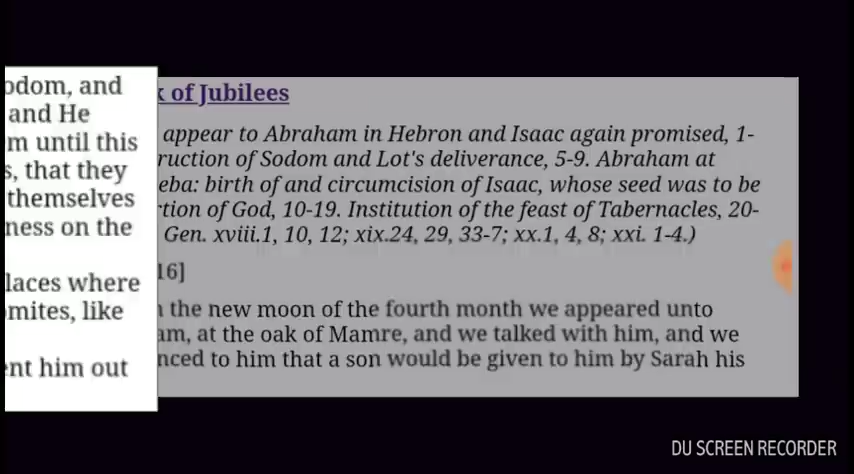 odom, and
and He
m until this
s, that they
themselves
ness on the
laces where
mites, like
ent him out
k of Jubilees
appear to Abraham in Hebron and Isaac again promised, 1-
ruction of Sodom and Lot's deliverance, 5-9. Abraham at
eba: birth of and circumcision of Isaac, whose seed was to be
rtion of God, 10-19. Institution of the feast of Tabernacles, 20-
Gen. xviii.1, 10, 12; xix.24, 29, 33-7; xx.1, 4, 8; xxi. 1-4.)
16]
n the new moon of the fourth month we appeared unto
am, at the oak of Mamre, and we talked with him, and we
nced to him that a son would be given to him by Sarah his
DU SCREEN RECORDER